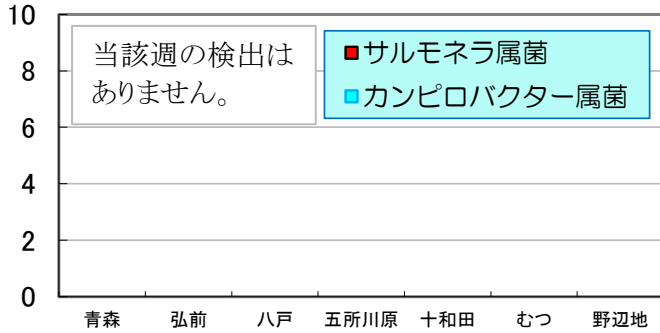 10
当該週の検出は
ありません。
サルモネラ属菌
カンピロバクター属菌
8
6
4
2
0
青森 弘前 八戸 五所川原 十和田 むつ 野辺地